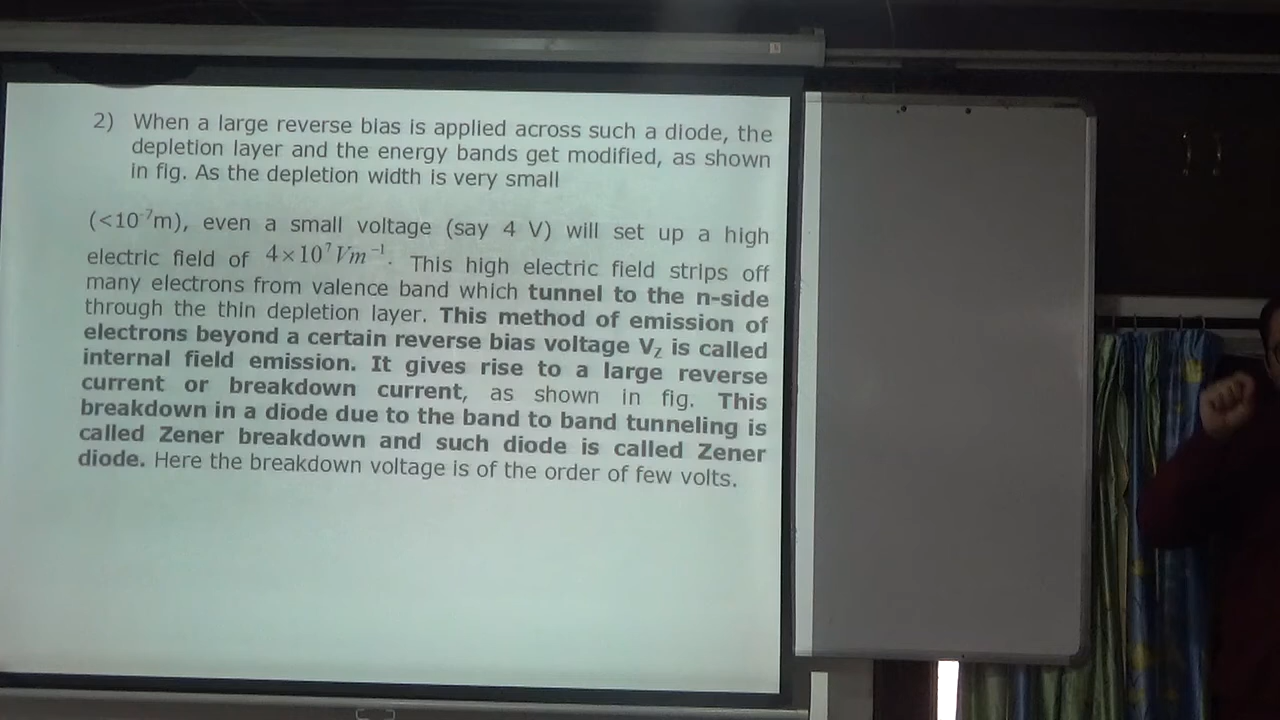 2) When a large reverse bias is applied across such a diode, the
depletion layer and the energy bands get modified, as shown
in fig. As the depletion width is very small
(<10⁻⁷m), even a small voltage (say 4 V) will set up a high
electric field of 4×10⁷ Vm⁻¹. This high electric field strips off
many electrons from valence band which tunnel to the n-side
through the thin depletion layer. This method of emission of
electrons beyond a certain reverse bias voltage V_Z is called
internal field emission. It gives rise to a large reverse
current or breakdown current, as shown in fig. This
breakdown in a diode due to the band to band tunneling is
called Zener breakdown and such diode is called Zener
diode. Here the breakdown voltage is of the order of few volts.